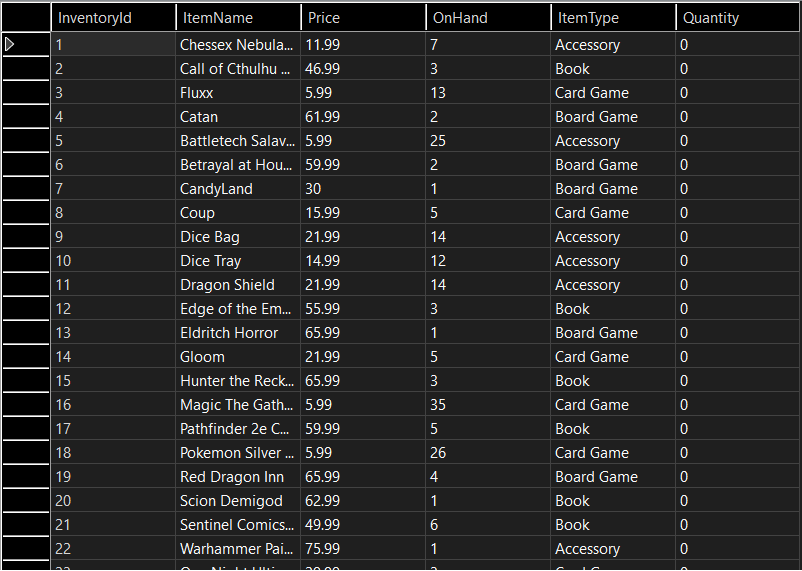 InventoryId ItemName Price OnHand ItemType Quantity
1 Chessex Nebula... 11.99 7 Accessory 0
2 Call of Cthulhu ... 46.99 3 Book 0
3 Fluxx 5.99 13 Card Game 0
4 Catan 61.99 2 Board Game 0
5 Battletech Salav... 5.99 25 Accessory 0
6 Betrayal at Hou... 59.99 2 Board Game 0
7 CandyLand 30 1 Board Game 0
8 Coup 15.99 5 Card Game 0
9 Dice Bag 21.99 14 Accessory 0
10 Dice Tray 14.99 12 Accessory 0
11 Dragon Shield 21.99 14 Accessory 0
12 Edge of the Em... 55.99 3 Book 0
13 Eldritch Horror 65.99 1 Board Game 0
14 Gloom 21.99 5 Card Game 0
15 Hunter the Reck... 65.99 3 Book 0
16 Magic The Gath... 5.99 35 Card Game 0
17 Pathfinder 2e C... 59.99 5 Book 0
18 Pokemon Silver ... 5.99 26 Card Game 0
19 Red Dragon Inn 65.99 4 Board Game 0
20 Scion Demigod 62.99 1 Book 0
21 Sentinel Comics... 49.99 6 Book 0
22 Warhammer Pai... 75.99 1 Accessory 0